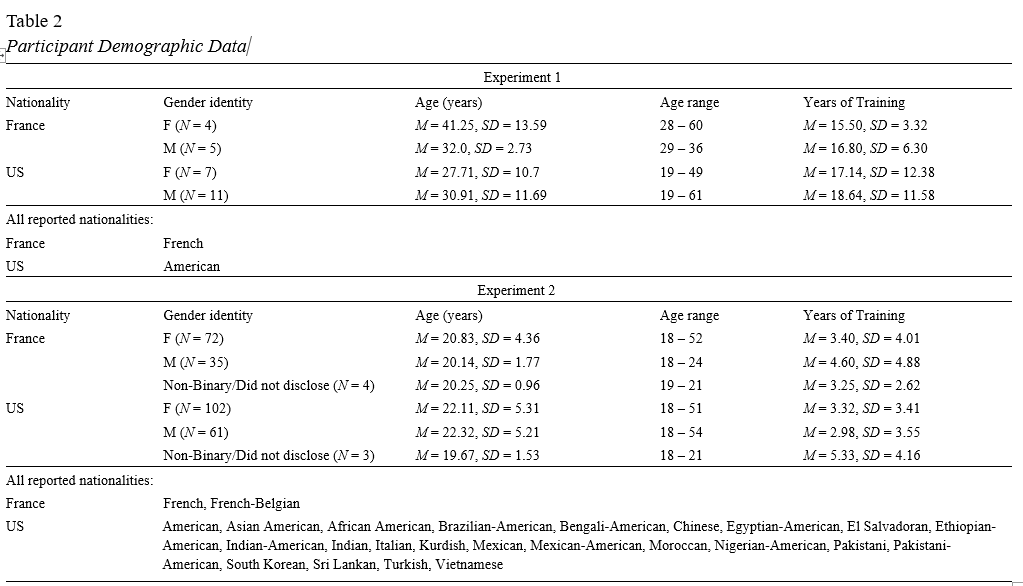 Table 2
Participant Demographic Data
Experiment 1
Nationality Gender identity Age (years) Age range Years of Training
France F (N = 4) M = 41.25, SD = 13.59 28 – 60 M = 15.50, SD = 3.32
M (N = 5) M = 32.0, SD = 2.73 29 – 36 M = 16.80, SD = 6.30
US F (N = 7) M = 27.71, SD = 10.7 19 – 49 M = 17.14, SD = 12.38
M (N = 11) M = 30.91, SD = 11.69 19 – 61 M = 18.64, SD = 11.58
All reported nationalities:
France French
US American
Experiment 2
Nationality Gender identity Age (years) Age range Years of Training
France F (N = 72) M = 20.83, SD = 4.36 18 – 52 M = 3.40, SD = 4.01
M (N = 35) M = 20.14, SD = 1.77 18 – 24 M = 4.60, SD = 4.88
Non-Binary/Did not disclose (N = 4) M = 20.25, SD = 0.96 19 – 21 M = 3.25, SD = 2.62
US F (N = 102) M = 22.11, SD = 5.31 18 – 51 M = 3.32, SD = 3.41
M (N = 61) M = 22.32, SD = 5.21 18 – 54 M = 2.98, SD = 3.55
Non-Binary/Did not disclose (N = 3) M = 19.67, SD = 1.53 18 – 21 M = 5.33, SD = 4.16
All reported nationalities:
France French, French-Belgian
US American, Asian American, African American, Brazilian-American, Bengali-American, Chinese, Egyptian-American, El Salvadoran, Ethiopian-
American, Indian-American, Indian, Italian, Kurdish, Mexican, Mexican-American, Moroccan, Nigerian-American, Pakistani, Pakistani-
American, South Korean, Sri Lankan, Turkish, Vietnamese